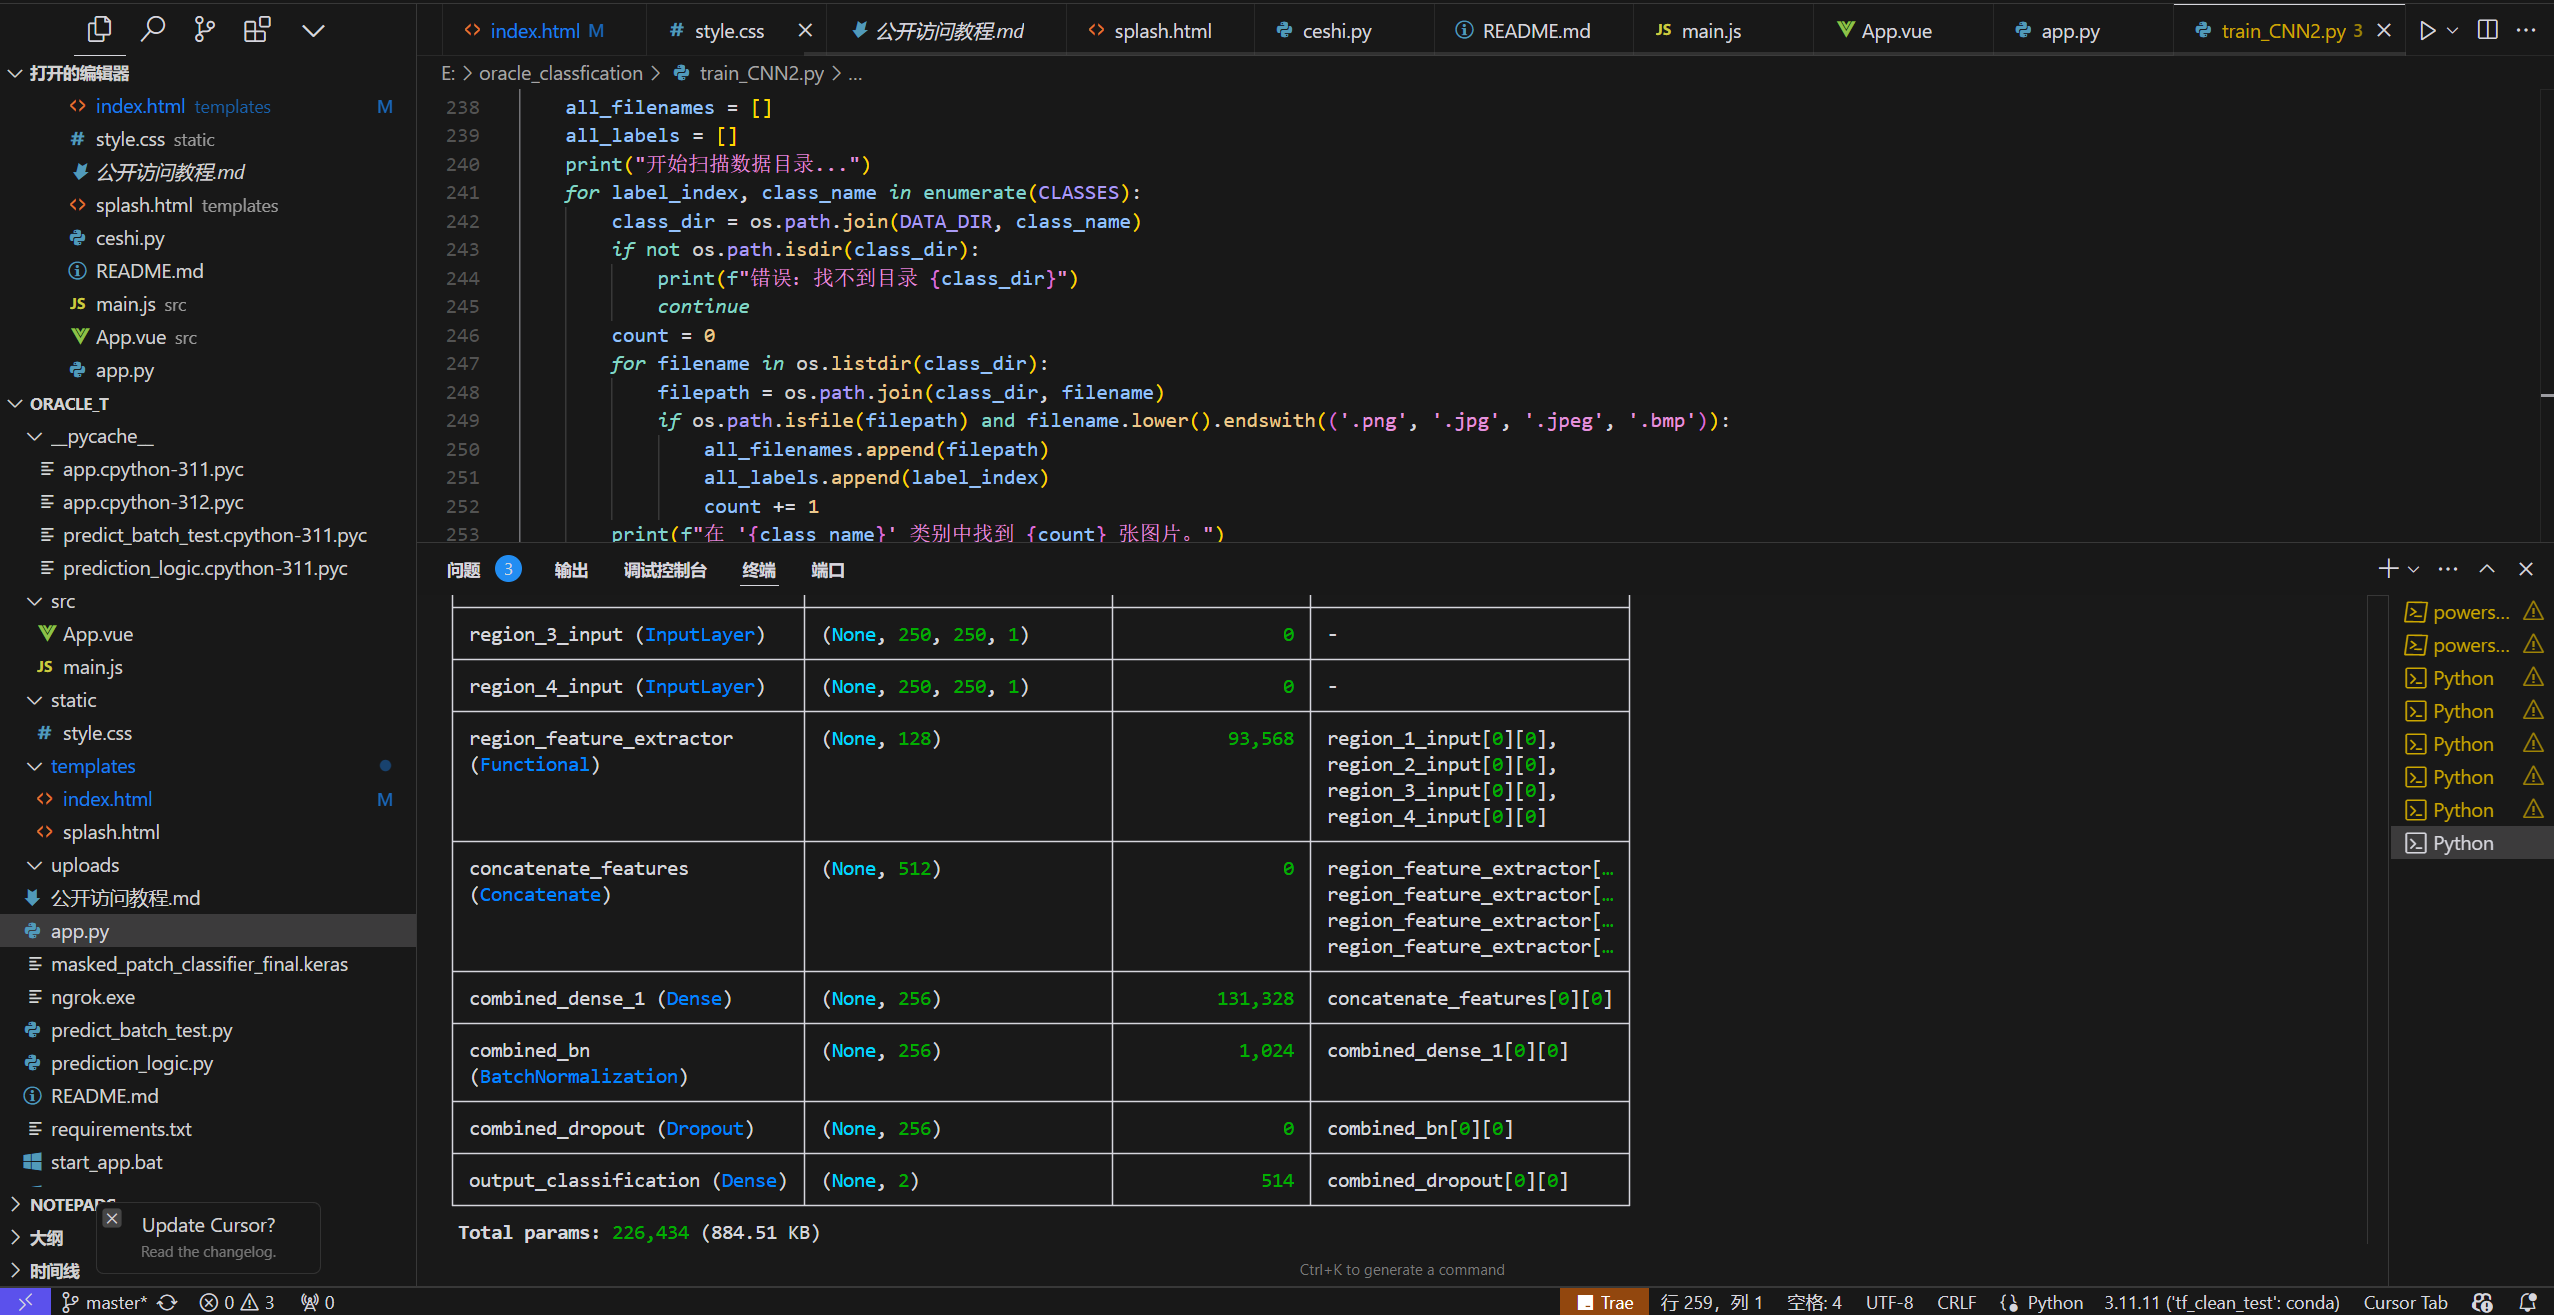 index.html M
style.css
公开访问教程.md
splash.html
ceshi.py
README.md
JS main.js
App.vue
app.py
train_CNN2.py 3
打开的编辑器
index.html templates M
style.css static
公开访问教程.md
splash.html templates
ceshi.py
README.md
JS main.js src
App.vue src
app.py
ORACLE_T
__pycache__
app.cpython-311.pyc
app.cpython-312.pyc
predict_batch_test.cpython-311.pyc
prediction_logic.cpython-311.pyc
src
App.vue
JS main.js
static
style.css
templates
index.html M
splash.html
uploads
公开访问教程.md
app.py
masked_patch_classifier_final.keras
ngrok.exe
predict_batch_test.py
prediction_logic.py
README.md
requirements.txt
start_app.bat
大纲
时间线
Update Cursor?
Read the changelog.
E: > oracle_classfication > train_CNN2.py > ...
238 all_filenames = []
239 all_labels = []
240 print("开始扫描数据目录...")
241 for label_index, class_name in enumerate(CLASSES):
242 class_dir = os.path.join(DATA_DIR, class_name)
243 if not os.path.isdir(class_dir):
244 print(f"错误: 找不到目录 {class_dir}")
245 continue
246 count = 0
247 for filename in os.listdir(class_dir):
248 filepath = os.path.join(class_dir, filename)
249 if os.path.isfile(filepath) and filename.lower().endswith(('.png', '.jpg', '.jpeg', '.bmp')):
250 all_filenames.append(filepath)
251 all_labels.append(label_index)
252 count += 1
253 print(f"在 '{class_name}' 类别中找到 {count} 张图片。")
问题 3 输出 调试控制台 终端 端口
region_3_input (InputLayer) (None, 250, 250, 1) 0 -
region_4_input (InputLayer) (None, 250, 250, 1) 0 -
region_feature_extractor (None, 128) 93,568 region_1_input[0][0],
(Functional) region_2_input[0][0],
region_3_input[0][0],
region_4_input[0][0]
concatenate_features (None, 512) 0 region_feature_extractor[…
(Concatenate) region_feature_extractor[…
region_feature_extractor[…
region_feature_extractor[…
combined_dense_1 (Dense) (None, 256) 131,328 concatenate_features[0][0]
combined_bn (None, 256) 1,024 combined_dense_1[0][0]
(BatchNormalization)
combined_dropout (Dropout) (None, 256) 0 combined_bn[0][0]
output_classification (Dense) (None, 2) 514 combined_dropout[0][0]
Total params: 226,434 (884.51 KB)
Ctrl+K to generate a command
powers...
powers...
Python
Python
Python
Python
Python
Python
master* 0 3 0
Trae 行 259，列 1 空格: 4 UTF-8 CRLF Python 3.11.11 ('tf_clean_test': conda) Cursor Tab